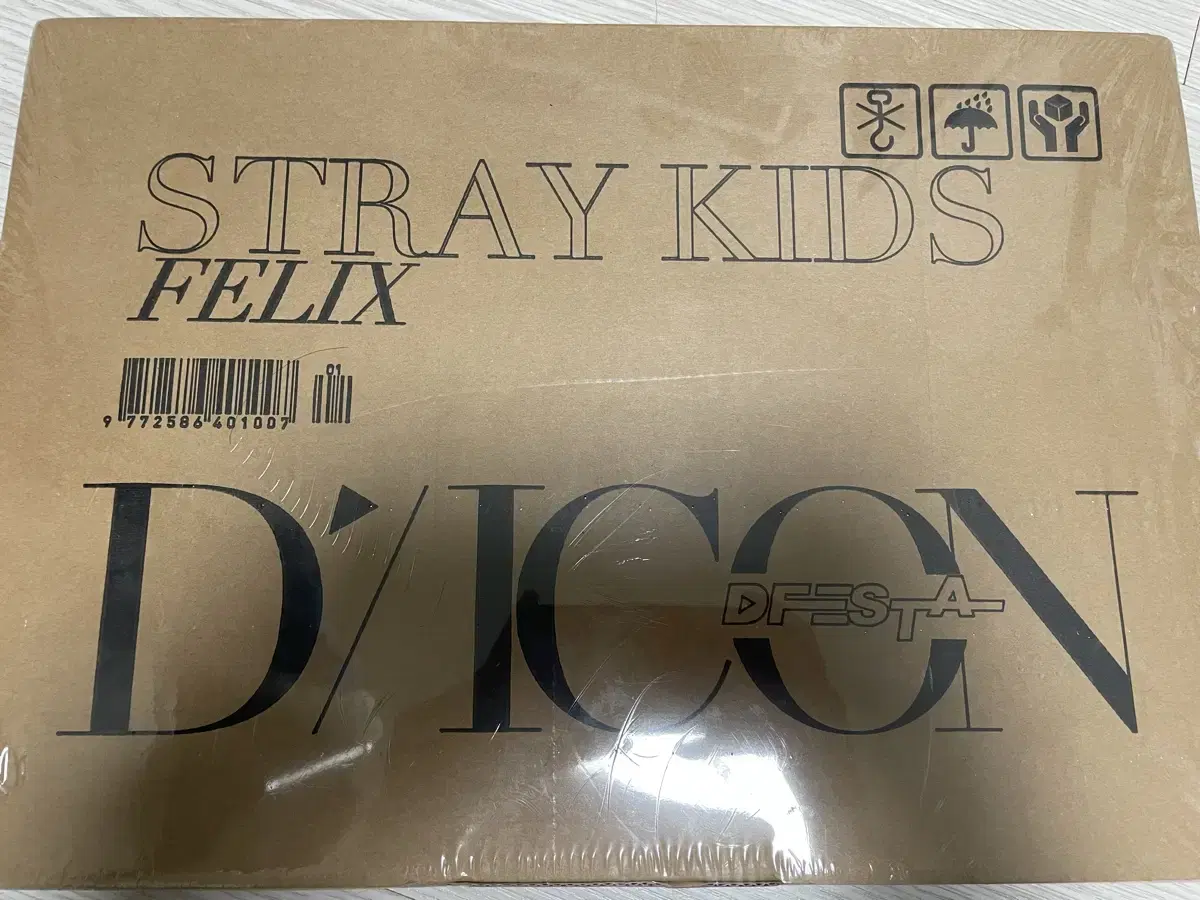 STRAY KIDS
FELIX
01
9 772586 401007
D'/ICON
DFESTA